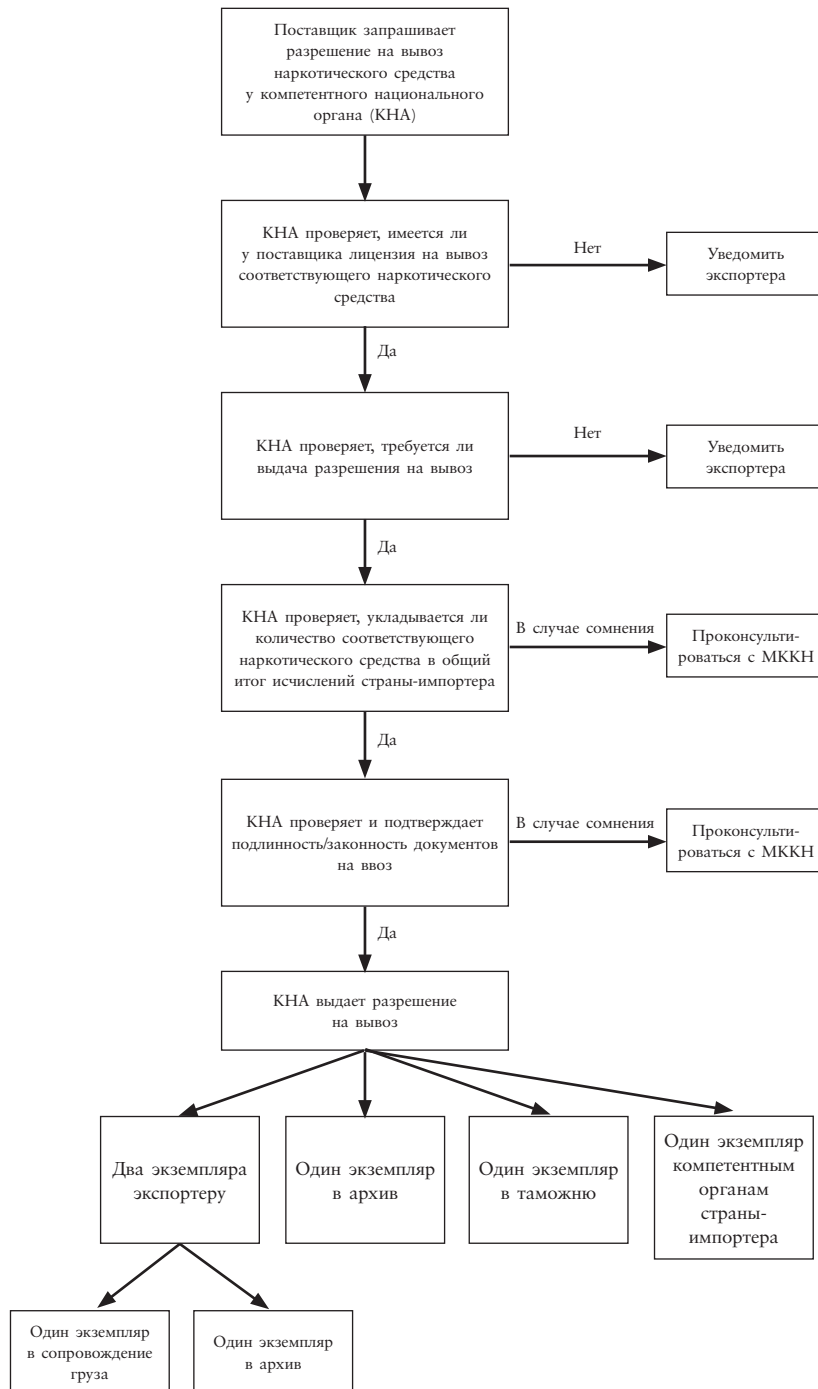 Поставщик запрашивает
разрешение на вывоз
наркотического средства
у компетентного национального
органа (КНА)
КНА проверяет, имеется ли
у поставщика лицензия на вывоз
соответствующего наркотического
средства
Нет
Уведомить
экспортера
Да
КНА проверяет, требуется ли
выдача разрешения на вывоз
Нет
Уведомить
экспортера
Да
КНА проверяет, укладывается ли
количество соответствующего
наркотического средства в общий
итог исчислений страны-импортера
В случае сомнения
Проконсульти-
роваться с МККН
Да
КНА проверяет и подтверждает
подлинность/законность документов
на ввоз
В случае сомнения
Проконсульти-
роваться с МККН
Да
КНА выдает разрешение
на вывоз
Два экземпляра
экспортеру
Один экземпляр
в архив
Один экземпляр
в таможню
Один экземпляр
компетентным
органам
страны-
импортера
Один экземпляр
в сопровождение
груза
Один экземпляр
в архив